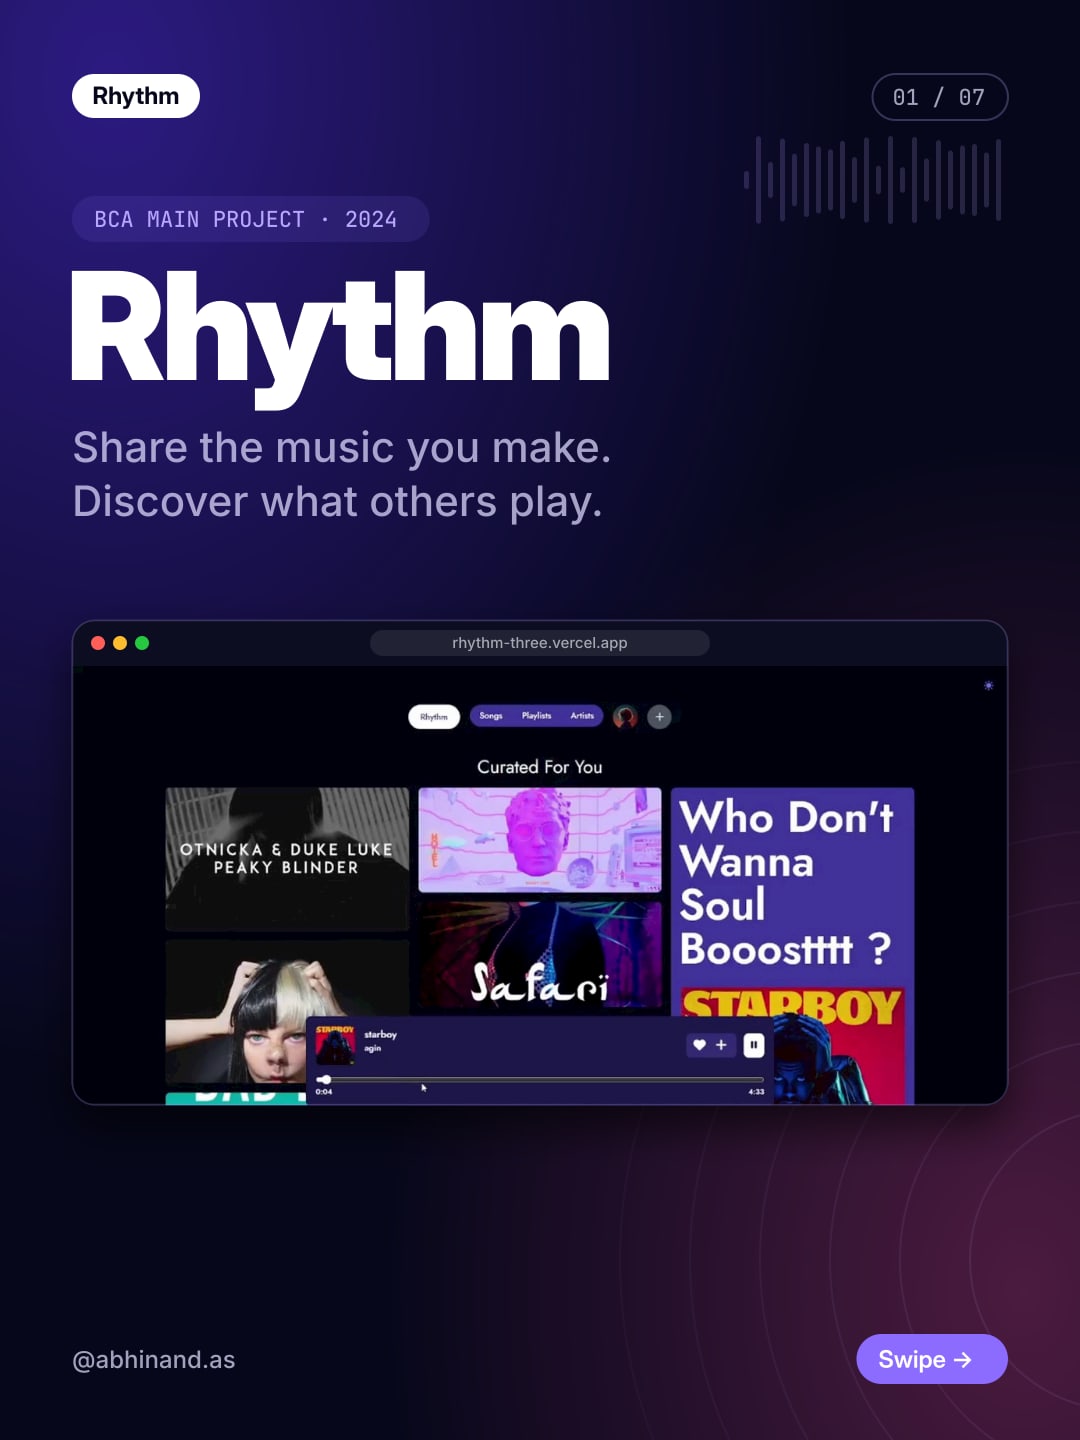 Rhythm
01 / 07
BCA MAIN PROJECT · 2024
Rhythm
Share the music you make.
Discover what others play.
rhythm-three.vercel.app
Rhythm
Songs
Playlists
Artists
+
Curated For You
OTNICKA & DUKE LUKE
PEAKY BLINDER
HOTEL
Safari
Who Don't
Wanna
Soul
Booostttt ?
STARBOY
STARBOY
starboy
agin
0:04
4:33
@abhinand.as
Swipe →